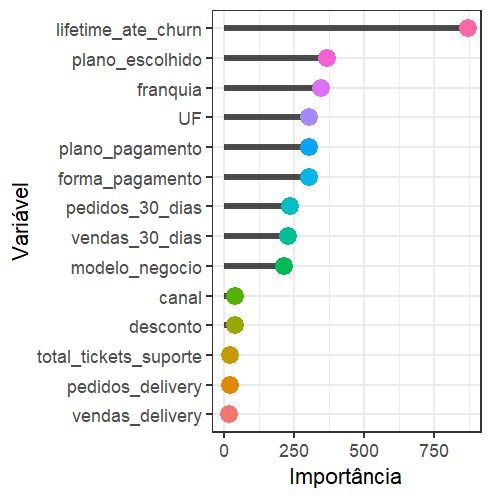 lifetime_ate_churn
plano_escolhido
franquia
UF
plano_pagamento
forma_pagamento
pedidos_30_dias
vendas_30_dias
modelo_negocio
canal
desconto
total_tickets_suporte
pedidos_delivery
vendas_delivery
Variável
0 250 500 750
Importância